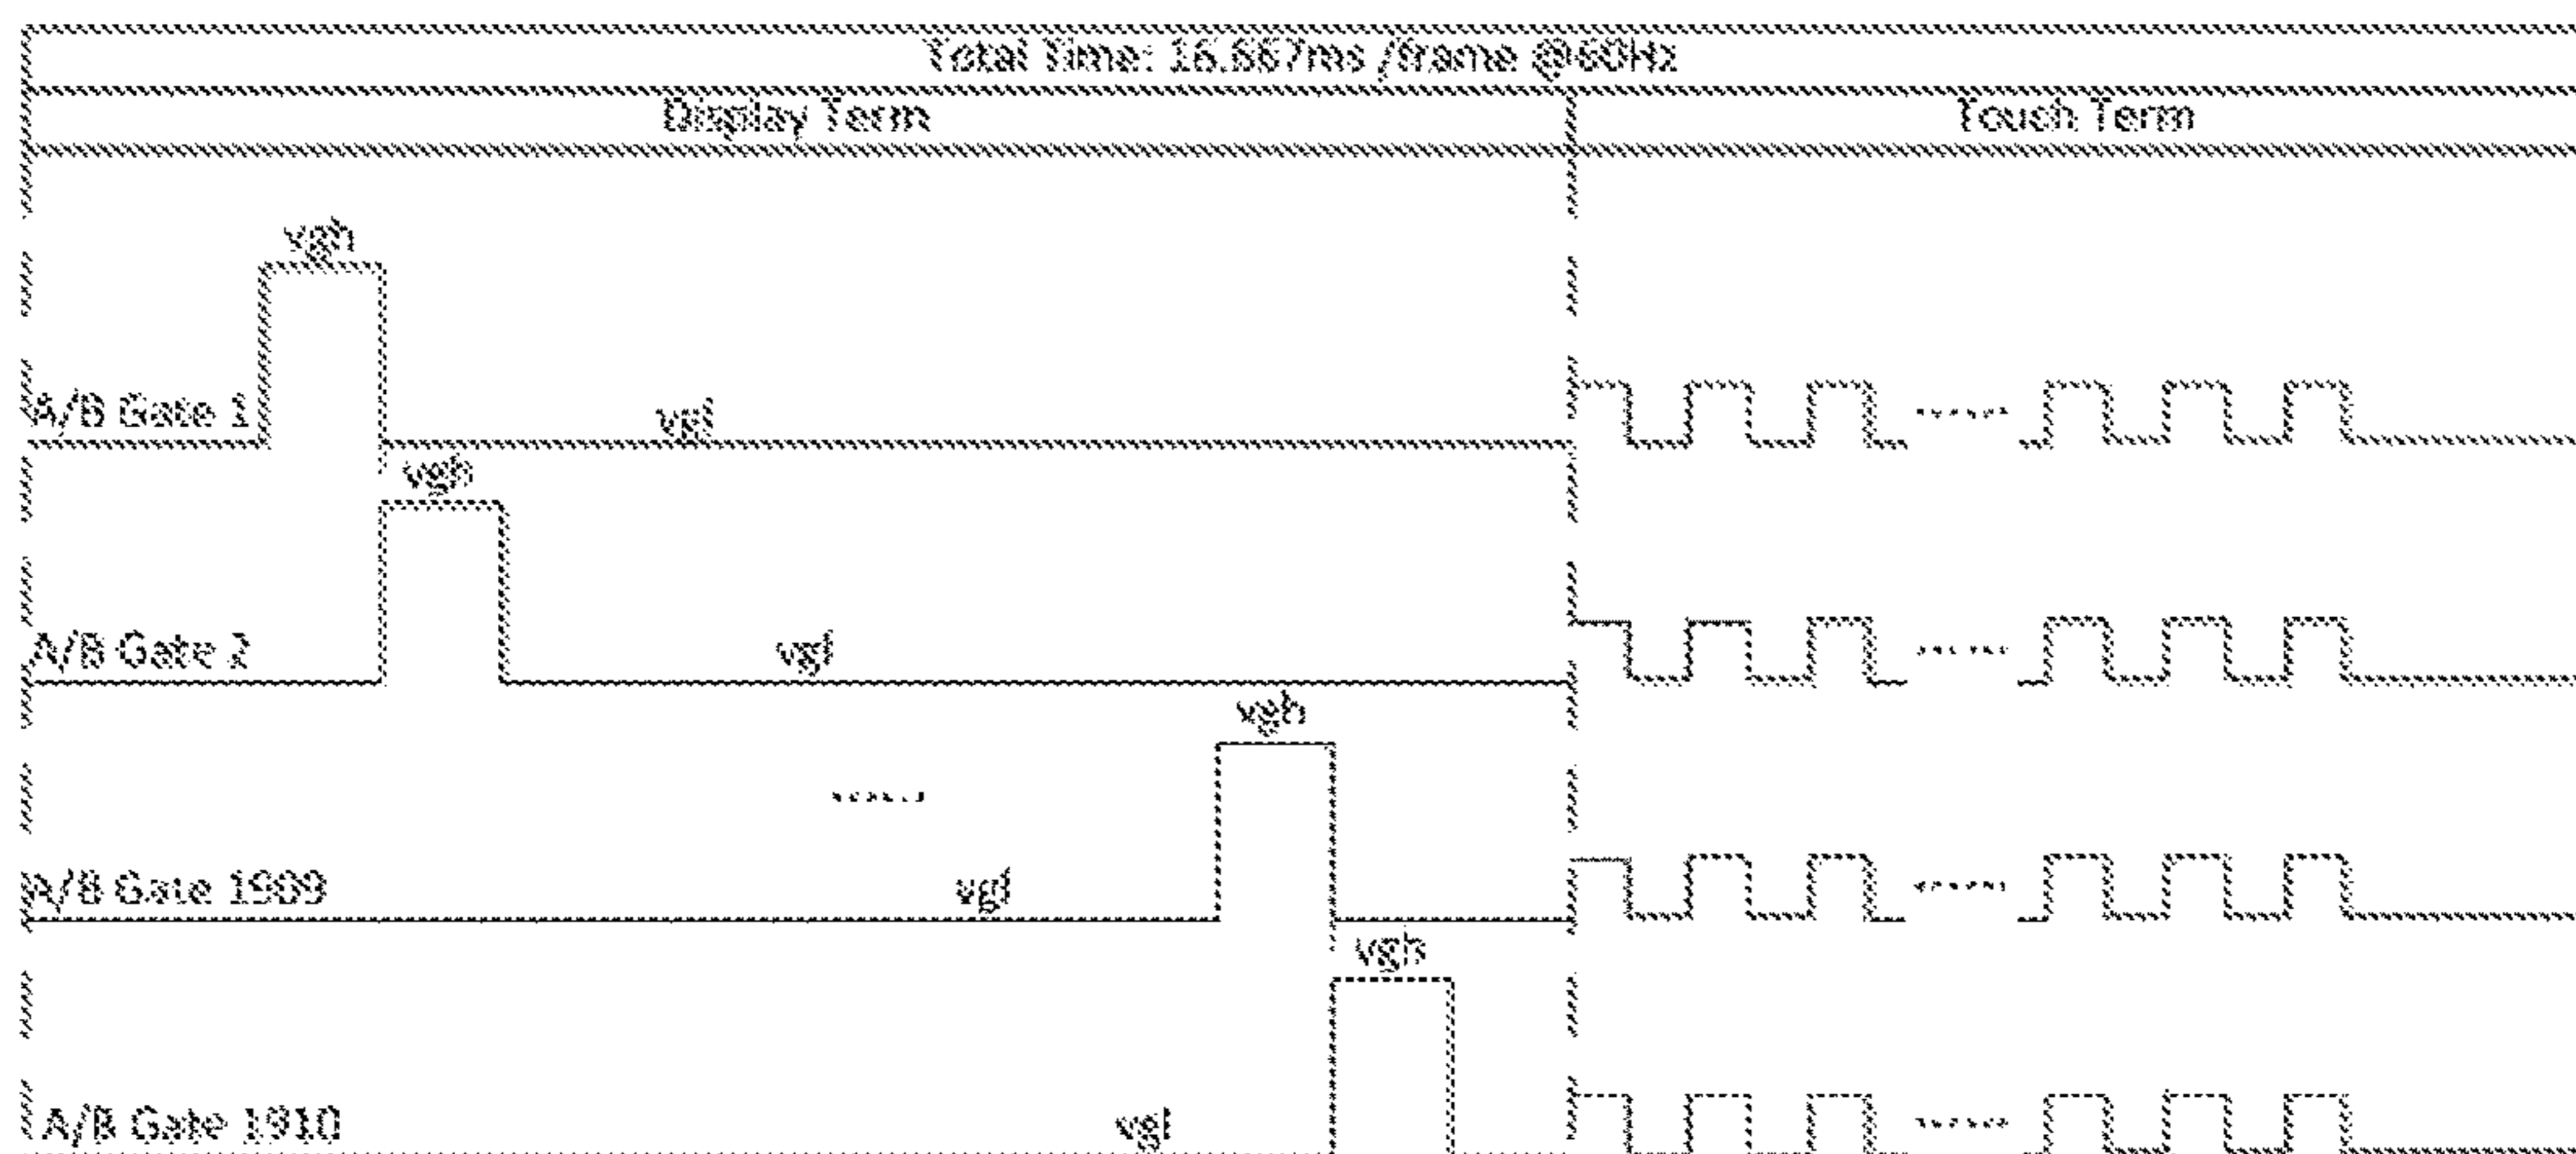 Total Time: 16.667ms /frame @60Hz
Display Term Touch Term
vgh
A/B Gate 1 vgl
vgh
A/B Gate 2 vgl
vgh
......
A/B Gate 1909 vgl
vgh
A/B Gate 1910 vgl